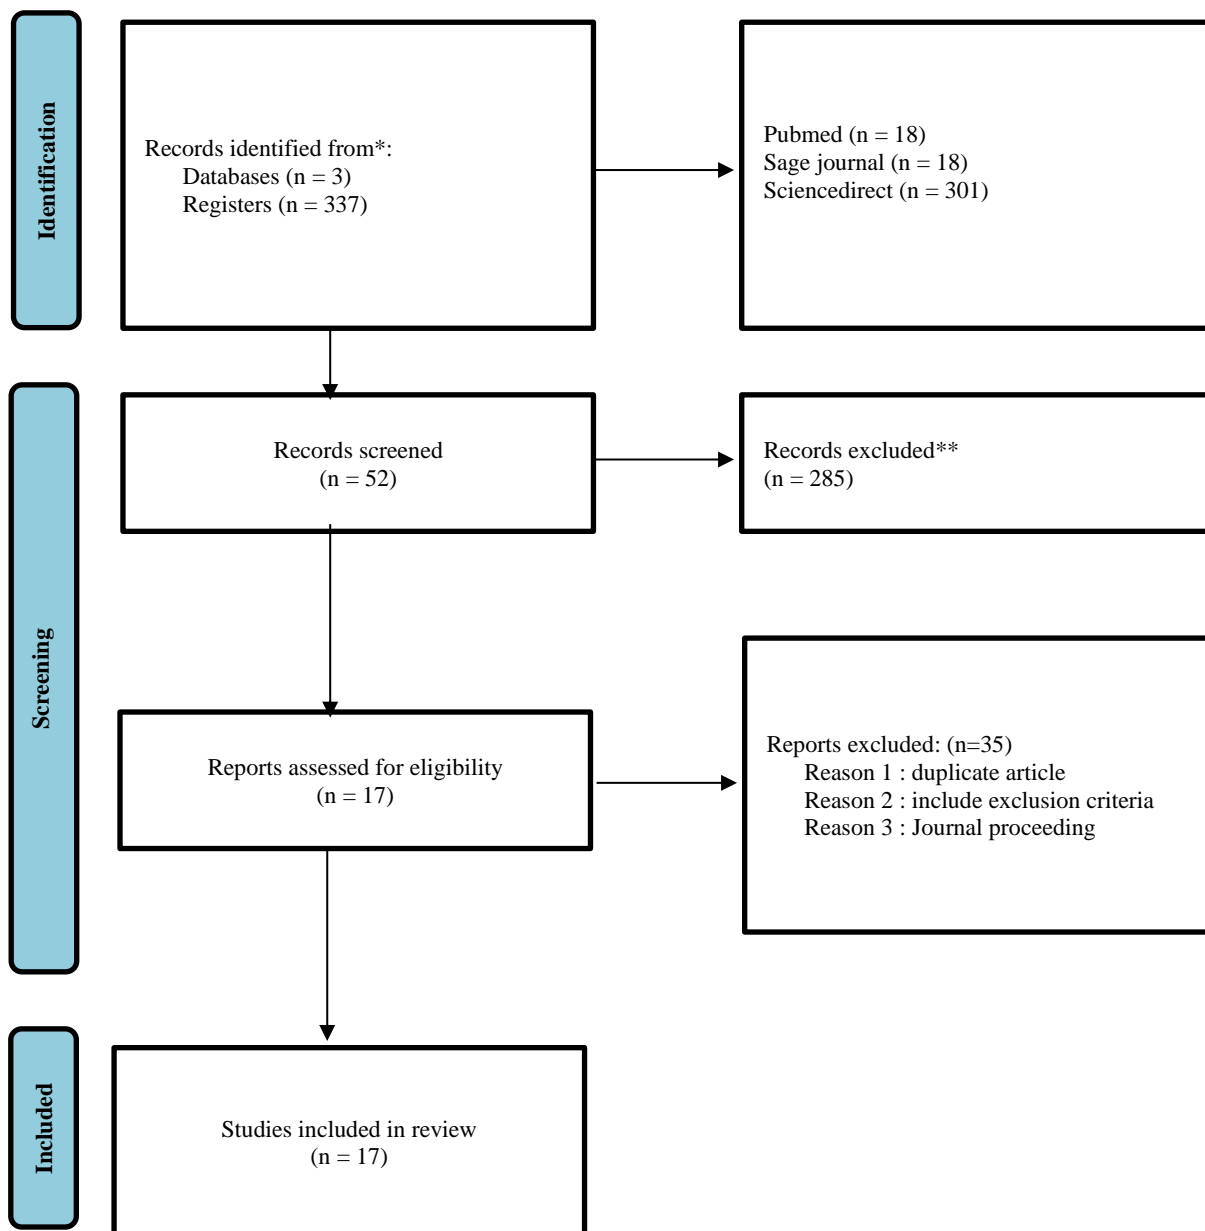 Identification
Records identified from*:
Databases (n = 3)
Registers (n = 337)
Pubmed (n = 18)
Sage journal (n = 18)
Sciencedirect (n = 301)
Screening
Records screened
(n = 52)
Records excluded**
(n = 285)
Reports assessed for eligibility
(n = 17)
Reports excluded: (n=35)
Reason 1 : duplicate article
Reason 2 : include exclusion criteria
Reason 3 : Journal proceeding
Included
Studies included in review
(n = 17)